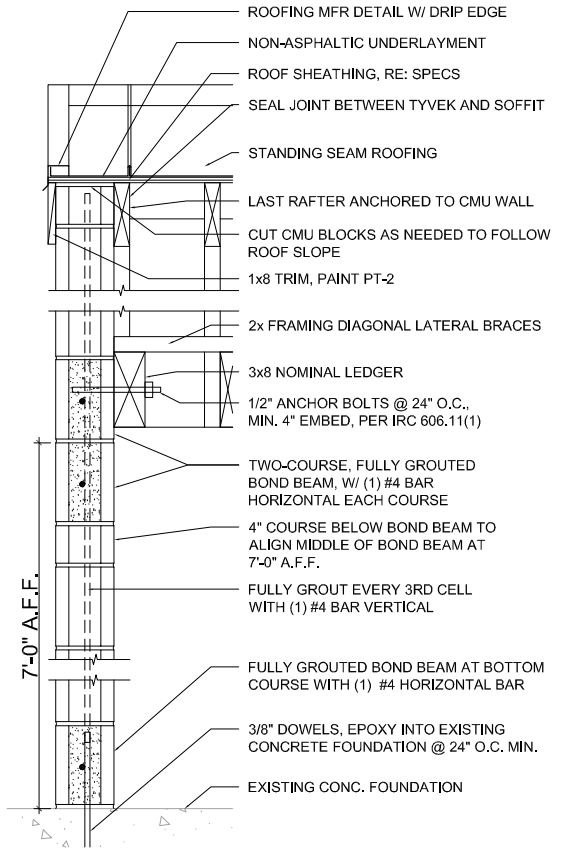 ROOFING MFR DETAIL W/ DRIP EDGE
NON-ASPHALTIC UNDERLAYMENT
ROOF SHEATHING, RE: SPECS
SEAL JOINT BETWEEN TYVEK AND SOFFIT
STANDING SEAM ROOFING
LAST RAFTER ANCHORED TO CMU WALL
CUT CMU BLOCKS AS NEEDED TO FOLLOW
ROOF SLOPE
1x8 TRIM, PAINT PT-2
2x FRAMING DIAGONAL LATERAL BRACES
3x8 NOMINAL LEDGER
1/2" ANCHOR BOLTS @ 24" O.C.,
MIN. 4" EMBED, PER IRC 606.11(1)
TWO-COURSE, FULLY GROUTED
BOND BEAM, W/ (1) #4 BAR
HORIZONTAL EACH COURSE
4" COURSE BELOW BOND BEAM TO
ALIGN MIDDLE OF BOND BEAM AT
7'-0" A.F.F.
FULLY GROUT EVERY 3RD CELL
WITH (1) #4 BAR VERTICAL
7'-0" A.F.F.
FULLY GROUTED BOND BEAM AT BOTTOM
COURSE WITH (1) #4 HORIZONTAL BAR
3/8" DOWELS, EPOXY INTO EXISTING
CONCRETE FOUNDATION @ 24" O.C. MIN.
EXISTING CONC. FOUNDATION